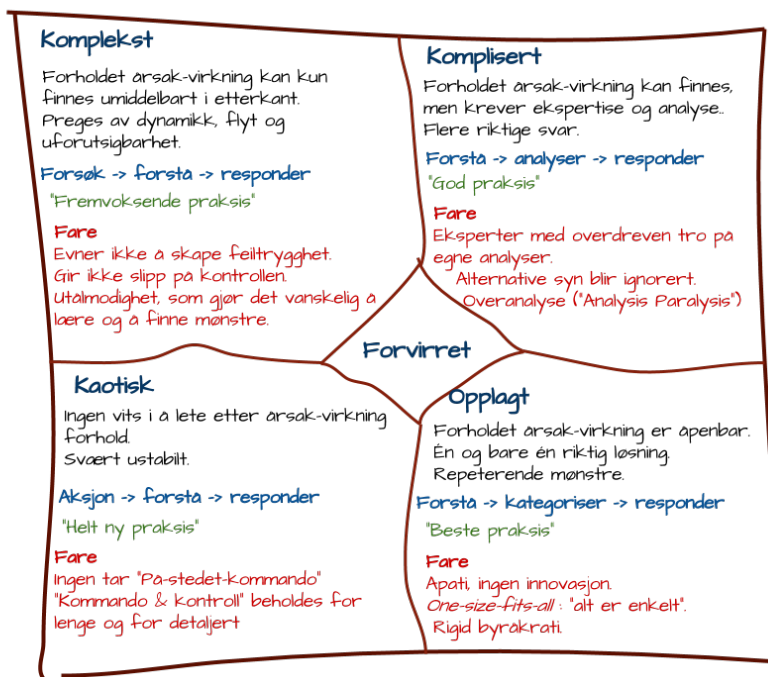 Komplekst
Forholdet årsak-virkning kan kun
finnes umiddelbart i etterkant.
Preges av dynamikk, flyt og
uforutsigbarhet.
Forsøk -> forstå -> responder
"Fremvoksende praksis"
Fare
Evner ikke å skape feiltrygghet.
Gir ikke slipp på kontrollen.
Utålmodighet, som gjør det vanskelig å
lære og å finne mønstre.
Komplisert
Forholdet årsak-virkning kan finnes,
men krever ekspertise og analyse..
Flere riktige svar.
Forstå -> analyser -> responder
"God praksis"
Fare
Eksperter med overdreven tro på
egne analyser.
Alternative syn blir ignorert.
Overanalyse ("Analysis Paralysis")
Forvirret
Kaotisk
Ingen vits i å lete etter årsak-virkning
forhold.
Svært ustabilt.
Aksjon -> forstå -> responder
"Helt ny praksis"
Fare
Ingen tar "På-stedet-kommando"
"Kommando & kontroll" beholdes for
lenge og for detaljert
Opplagt
Forholdet årsak-virkning er åpenbar.
Én og bare én riktig løsning.
Repeterende mønstre.
Forstå -> kategoriser -> responder
"Beste praksis"
Fare
Apati, ingen innovasjon.
One-size-fits-all : "alt er enkelt".
Rigid byråkrati.